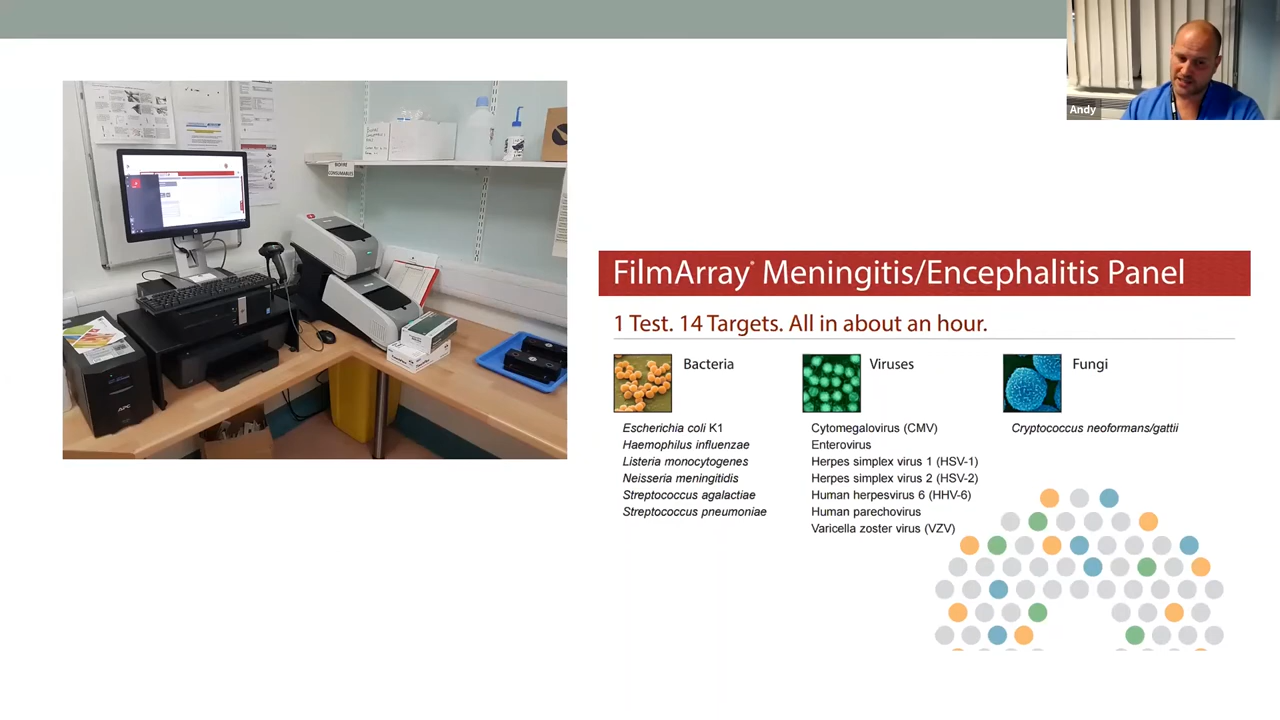 Andy
BIOFIRE
CONSUMABLES
APC
FilmArray® Meningitis/Encephalitis Panel
1 Test. 14 Targets. All in about an hour.
Bacteria
Escherichia coli K1
Haemophilus influenzae
Listeria monocytogenes
Neisseria meningitidis
Streptococcus agalactiae
Streptococcus pneumoniae
Viruses
Cytomegalovirus (CMV)
Enterovirus
Herpes simplex virus 1 (HSV-1)
Herpes simplex virus 2 (HSV-2)
Human herpesvirus 6 (HHV-6)
Human parechovirus
Varicella zoster virus (VZV)
Fungi
Cryptococcus neoformans/gattii